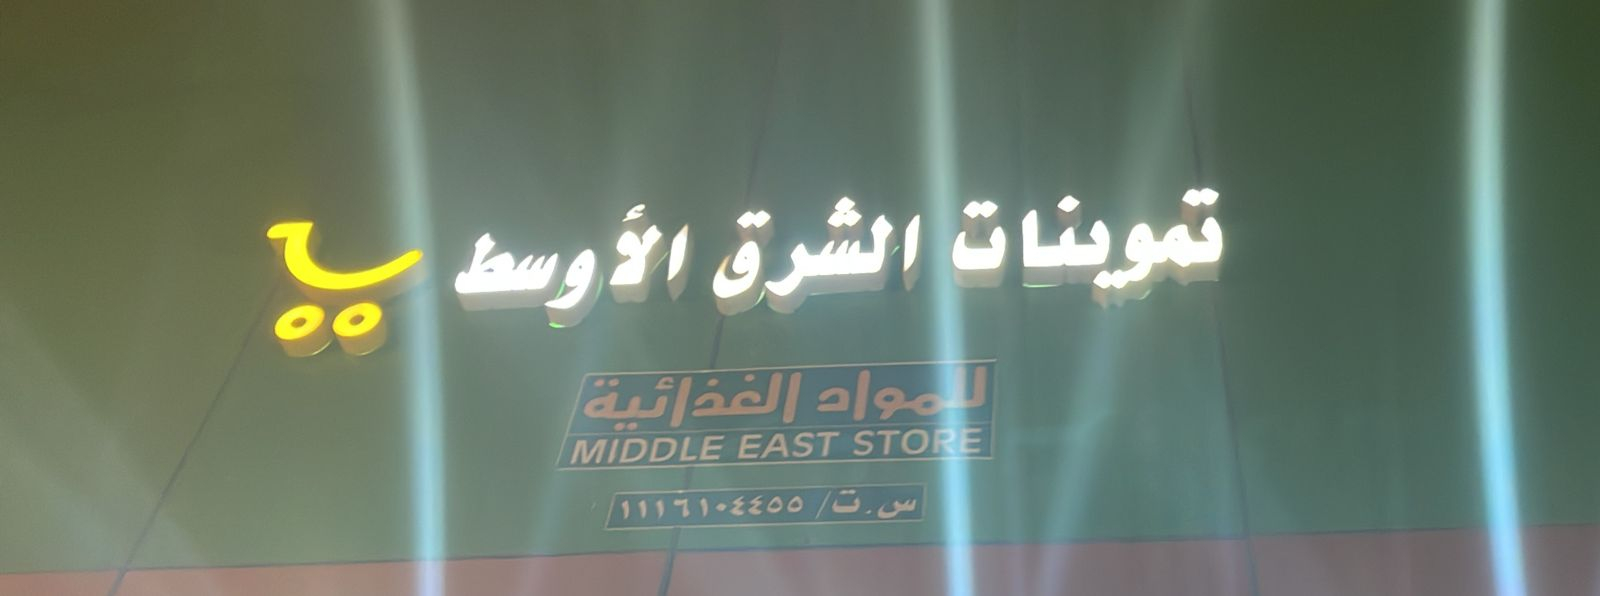 تموينات الشرق الأوسط
للمواد الغذائية
MIDDLE EAST STORE
س.ت/ ١١١٦١٠٤٤٥٥